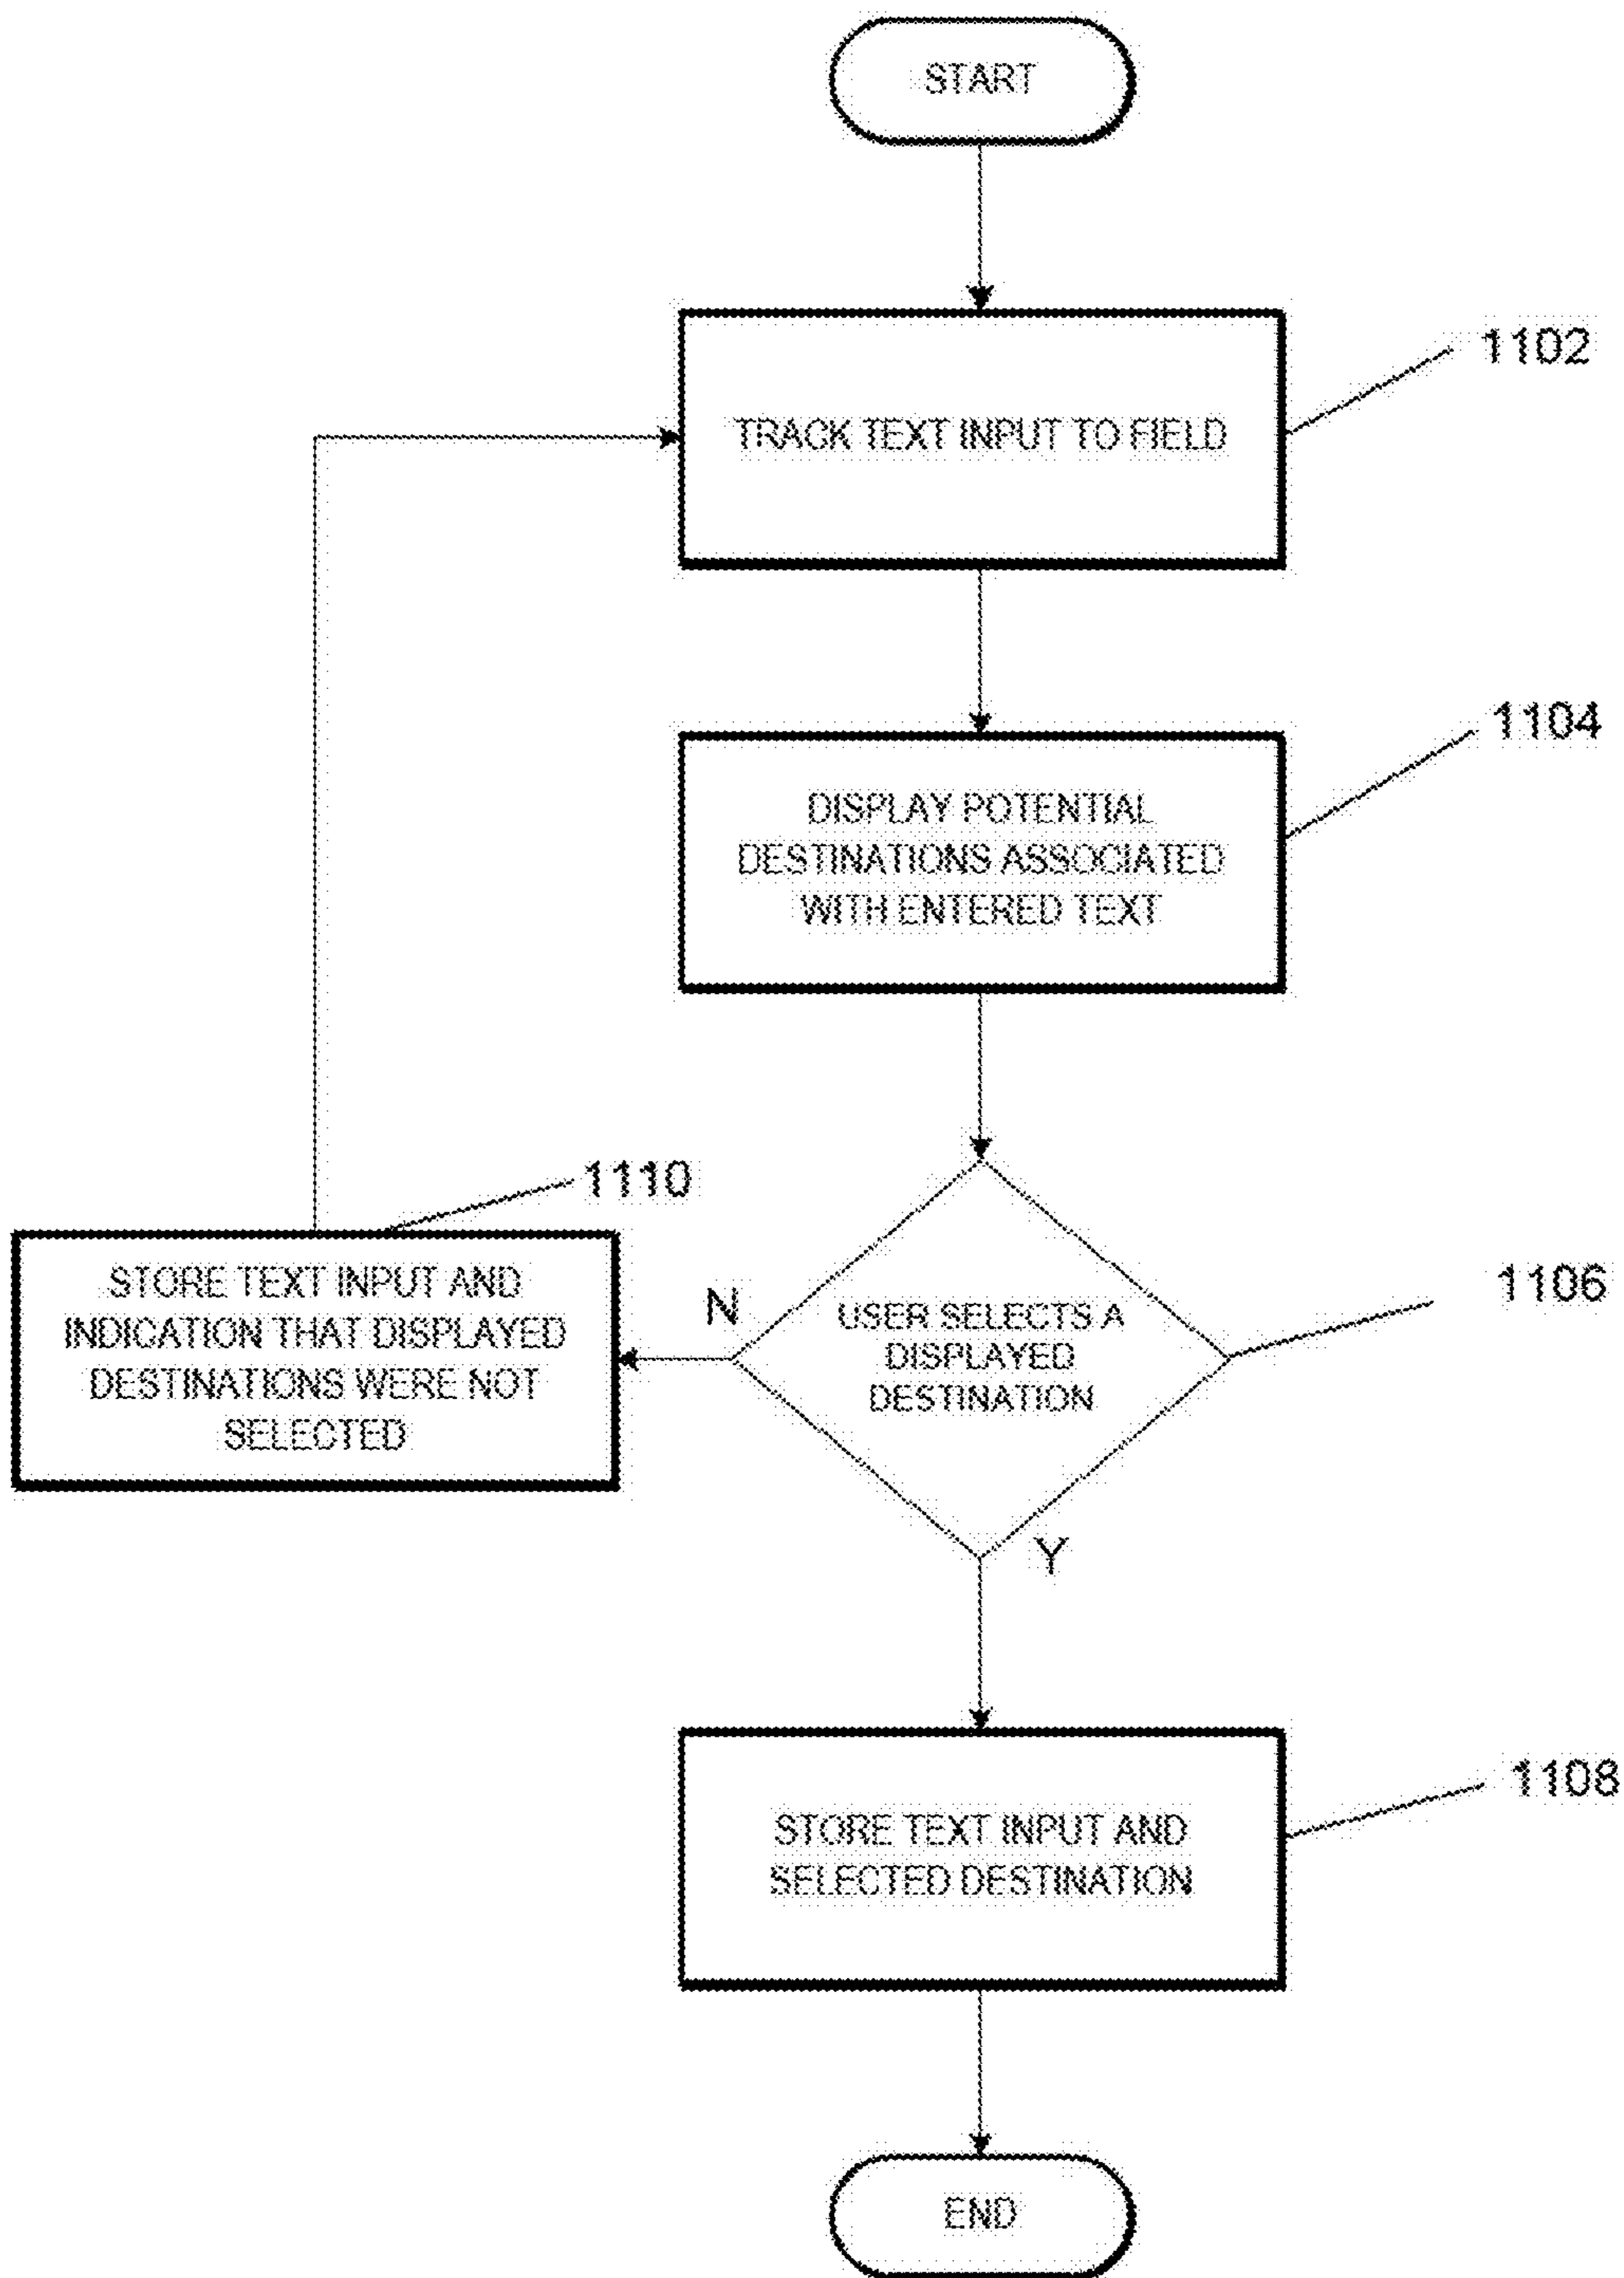 START
TRACK TEXT INPUT TO FIELD
1102
DISPLAY POTENTIAL
DESTINATIONS ASSOCIATED
WITH ENTERED TEXT
1104
USER SELECTS A
DISPLAYED
DESTINATION
1106
N
Y
1110
STORE TEXT INPUT AND
INDICATION THAT DISPLAYED
DESTINATIONS WERE NOT
SELECTED
STORE TEXT INPUT AND
SELECTED DESTINATION
1108
END